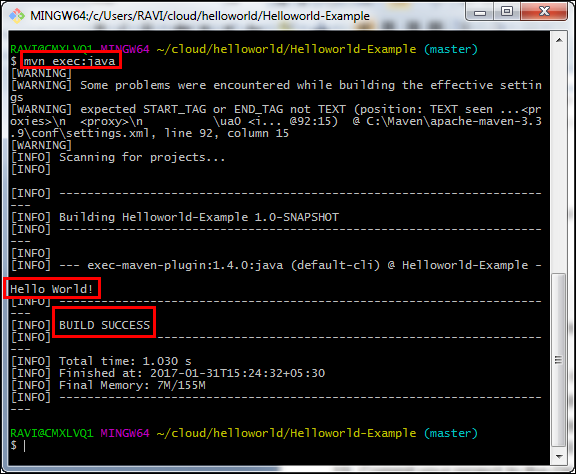 MINGW64:/c/Users/RAVI/cloud/helloworld/Helloworld-Example
RAVI@CMXLVQ1 MINGW64 ~/cloud/helloworld/Helloworld-Example (master)
$ mvn exec:java
[WARNING]
[WARNING] Some problems were encountered while building the effective settin
gs
[WARNING] expected START_TAG or END_TAG not TEXT (position: TEXT seen ...<pr
oxies>\n  <proxy>\n          \ua0 <i... @92:15)  @ C:\Maven\apache-maven-3.3
.9\conf\settings.xml, line 92, column 15
[WARNING]
[INFO] Scanning for projects...
[INFO]
[INFO] ---------------------------------------------------------------------
---
[INFO] Building Helloworld-Example 1.0-SNAPSHOT
[INFO] ---------------------------------------------------------------------
---
[INFO]
[INFO] --- exec-maven-plugin:1.4.0:java (default-cli) @ Helloworld-Example -
Hello World!
[INFO] ---------------------------------------------------------------------
---
[INFO] BUILD SUCCESS
[INFO] ---------------------------------------------------------------------
---
[INFO] Total time: 1.030 s
[INFO] Finished at: 2017-01-31T15:24:32+05:30
[INFO] Final Memory: 7M/155M
[INFO] ---------------------------------------------------------------------
---
RAVI@CMXLVQ1 MINGW64 ~/cloud/helloworld/Helloworld-Example (master)
$